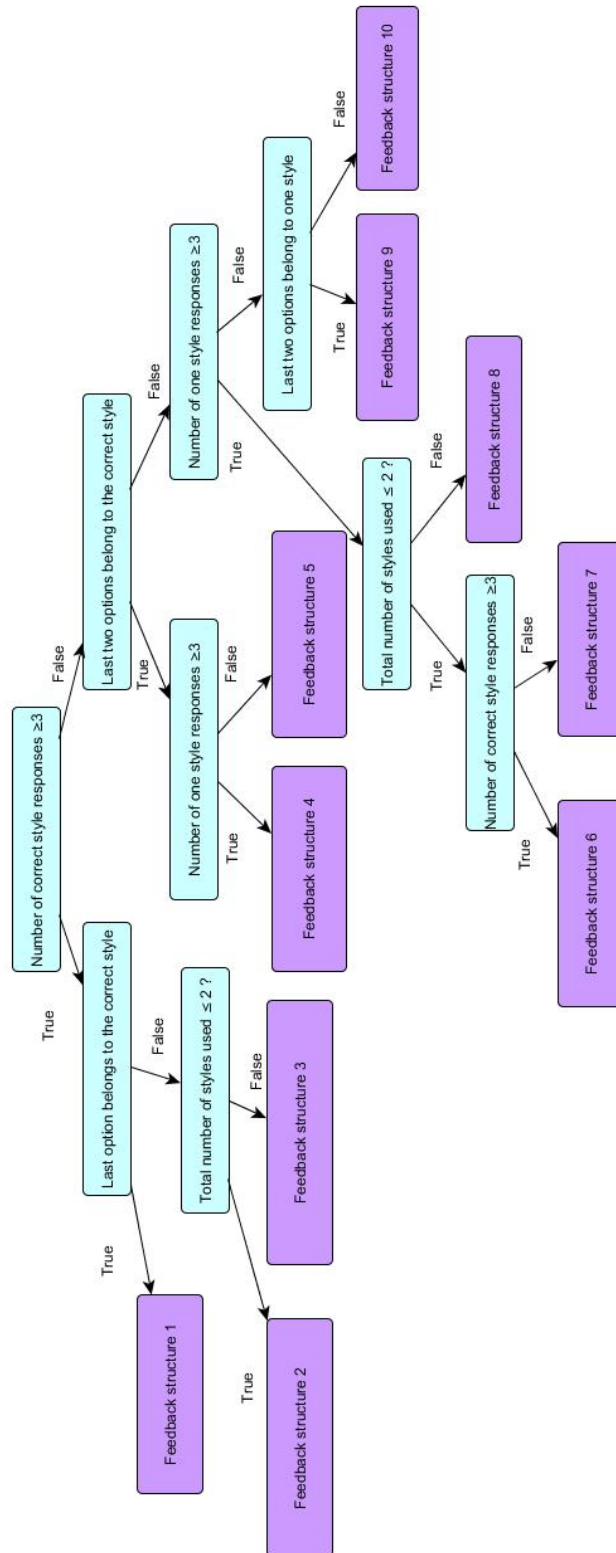 Number of correct style responses ≥3
True
False
Last option belongs to the correct style
Last two options belong to the correct style
True
False
True
False
Feedback structure 1
Total number of styles used ≤ 2 ?
Number of one style responses ≥3
Number of one style responses ≥3
True
False
True
False
True
False
Feedback structure 2
Feedback structure 3
Feedback structure 4
Feedback structure 5
Total number of styles used ≤ 2 ?
Last two options belong to one style
True
False
True
False
Number of correct style responses ≥3
Feedback structure 8
Feedback structure 9
Feedback structure 10
True
False
Feedback structure 6
Feedback structure 7